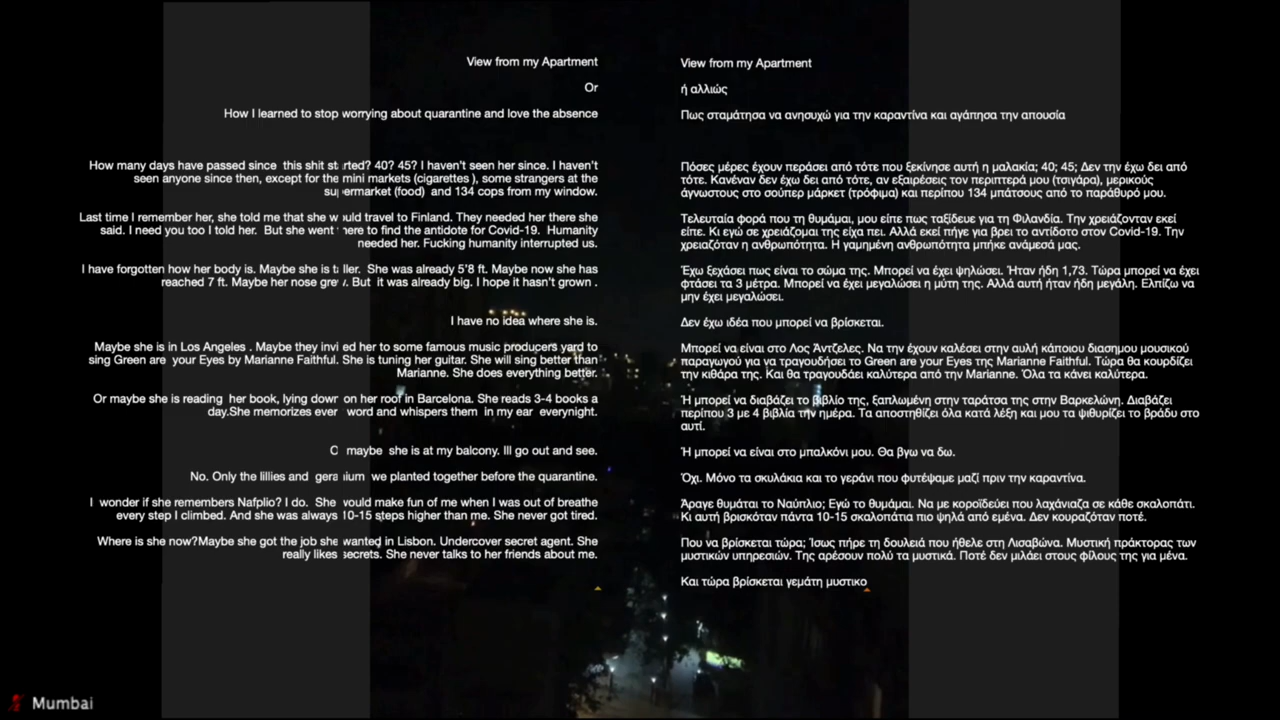 View from my Apartment
Or
How I learned to stop worrying about quarantine and love the absence
How many days have passed since this shit started? 40? 45? I haven't seen her since. I haven't
seen anyone since then, except for the mini markets (cigarettes ), some strangers at the
supermarket (food) and 134 cops from my window.
Last time I remember her, she told me that she would travel to Finland. They needed her there she
said. I need you too I told her. But she went there to find the antidote for Covid-19. Humanity
needed her. Fucking humanity interrupted us.
I have forgotten how her body is. Maybe she is taller. She was already 5'8 ft. Maybe now she has
reached 7 ft. Maybe her nose grew. But it was already big. I hope it hasn't grown .
I have no idea where she is.
Maybe she is in Los Angeles . Maybe they invited her to some famous music producers yard to
sing Green are your Eyes by Marianne Faithful. She is tuning her guitar. She will sing better than
Marianne. She does everything better.
Or maybe she is reading her book, lying down on her roof in Barcelona. She reads 3-4 books a
day.She memorizes every word and whispers them in my ear everynight.
Or maybe she is at my balcony. Ill go out and see.
No. Only the lillies and geranium we planted together before the quarantine.
I wonder if she remembers Nafplio? I do. She would make fun of me when I was out of breathe
every step I climbed. And she was always 10-15 steps higher than me. She never got tired.
Where is she now?Maybe she got the job she wanted in Lisbon. Undercover secret agent. She
really likes secrets. She never talks to her friends about me.
View from my Apartment
ή αλλιώς
Πως σταμάτησα να ανησυχώ για την καραντίνα και αγάπησα την απουσία
Πόσες μέρες έχουν περάσει από τότε που ξεκίνησε αυτή η μαλακία; 40; 45; Δεν την έχω δει από
τότε. Κανέναν δεν έχω δει από τότε, αν εξαιρέσεις τον περιπτερά μου (τσιγάρα), μερικούς
άγνωστους στο σούπερ μάρκετ (τρόφιμα) και περίπου 134 μπάτσους από το παράθυρό μου.
Τελευταία φορά που τη θυμάμαι, μου είπε πως ταξίδευε για τη Φιλανδία. Την χρειάζονταν εκεί
είπε. Κι εγώ σε χρειάζομαι της είχα πει. Αλλά εκεί πήγε για βρει το αντίδοτο στον Covid-19. Την
χρειαζόταν η ανθρωπότητα. Η γαμημένη ανθρωπότητα μπήκε ανάμεσά μας.
Έχω ξεχάσει πως είναι το σώμα της. Μπορεί να έχει ψηλώσει. Ήταν ήδη 1,73. Τώρα μπορεί να έχει
φτάσει τα 3 μέτρα. Μπορεί να έχει μεγαλώσει η μύτη της. Αλλά αυτή ήταν ήδη μεγάλη. Ελπίζω να
μην έχει μεγαλώσει.
Δεν έχω ιδέα που μπορεί να βρίσκεται.
Μπορεί να είναι στο Λος Άντζελες. Να την έχουν καλέσει στην αυλή κάποιου διασημου μουσικού
παραγωγού για να τραγουδήσει το Green are your Eyes της Marianne Faithful. Τώρα θα κουρδίζει
την κιθάρα της. Και θα τραγουδάει καλύτερα από την Marianne. Όλα τα κάνει καλύτερα.
Ή μπορεί να διαβάζει το βιβλίο της, ξαπλωμένη στην ταράτσα της στην Βαρκελώνη. Διαβάζει
περίπου 3 με 4 βιβλία την ημέρα. Τα αποστηθίζει όλα κατά λέξη και μου τα ψιθυρίζει το βράδυ στο
αυτί.
Ή μπορεί να είναι στο μπαλκόνι μου. Θα βγω να δω.
Όχι. Μόνο τα σκυλάκια και το γεράνι που φυτέψαμε μαζί πριν την καραντίνα.
Άραγε θυμάται το Ναύπλιο; Εγώ το θυμάμαι. Να με κοροϊδεύει που λαχάνιαζα σε κάθε σκαλοπάτι.
Κι αυτή βρισκόταν πάντα 10-15 σκαλοπάτια πιο ψηλά από εμένα. Δεν κουραζόταν ποτέ.
Που να βρίσκεται τώρα; Ίσως πήρε τη δουλειά που ήθελε στη Λισαβώνα. Μυστική πράκτορας των
μυστικών υπηρεσιών. Της αρέσουν πολύ τα μυστικά. Ποτέ δεν μιλάει στους φίλους της για μένα.
Και τώρα βρίσκεται γεμάτη μυστικο
Mumbai